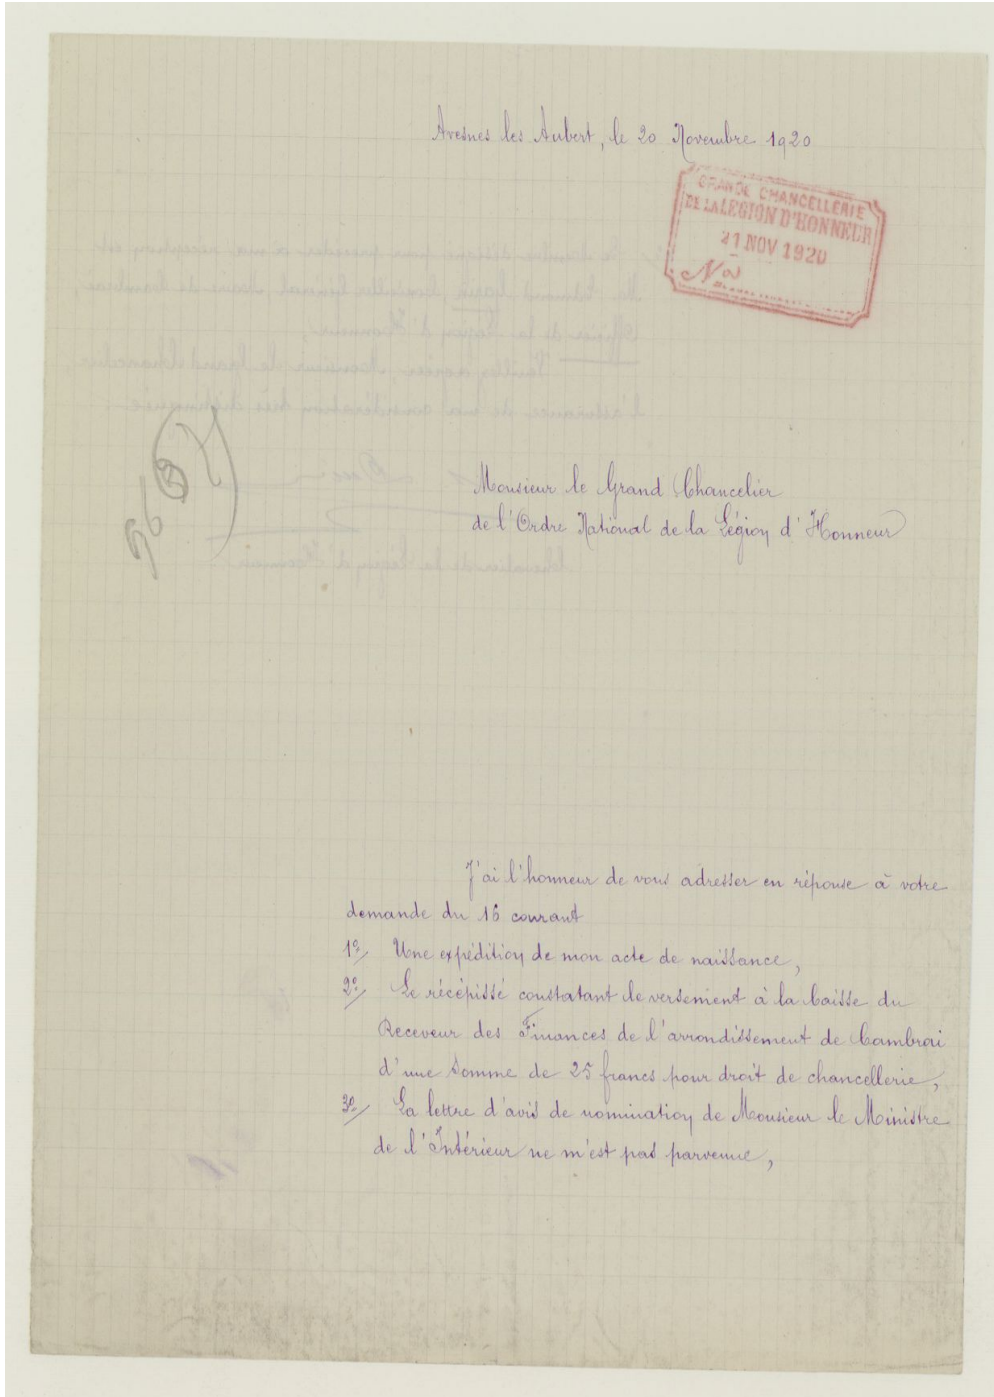 Avesnes les Aubert, le 20 Novembre 1920
GRANDE CHANCELLERIE
DE LA LÉGION D'HONNEUR
21 NOV 1920
No
Monsieur le Grand Chancelier
de l'Ordre National de la Légion d'Honneur
J'ai l'honneur de vous adresser en réponse à votre
demande du 16 courant
1o/ Une expédition de mon acte de naissance,
2o/ Le récépissé constatant le versement à la Caisse du
Receveur des Finances de l'arrondissement de Cambrai
d'une somme de 25 francs pour droit de chancellerie,
3o/ La lettre d'avis de nomination de Monsieur le Ministre
de l'Intérieur ne m'est pas parvenue,